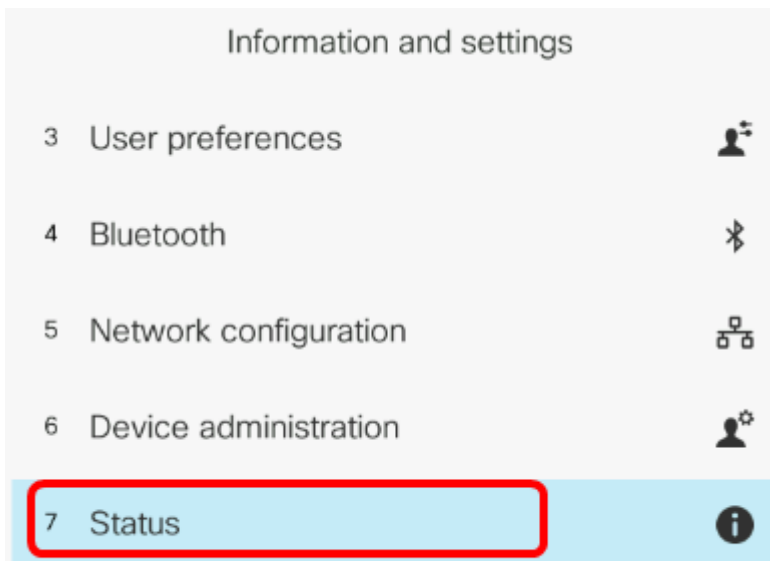 Information and settings
3 User preferences
4 Bluetooth
5 Network configuration
6 Device administration
7 Status